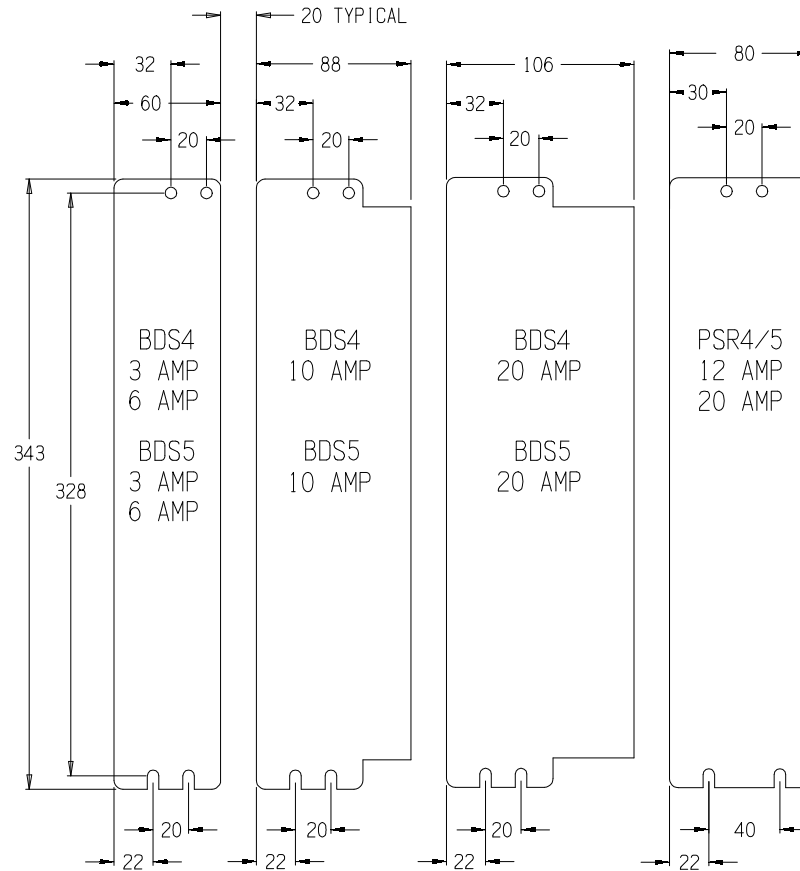 20 TYPICAL
32 88 106 80
60 32 32 30
20 20 20 20
BDS4
3 AMP
6 AMP
BDS5
3 AMP
6 AMP
BDS4
10 AMP
BDS5
10 AMP
BDS4
20 AMP
BDS5
20 AMP
PSR4/5
12 AMP
20 AMP
343
328
20 20 20 40
22 22 22 22